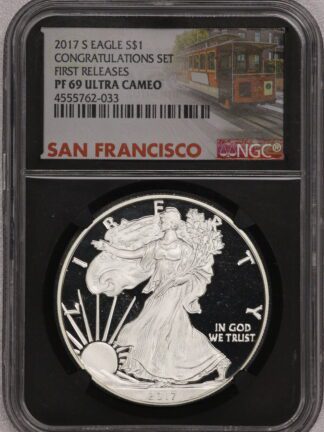 2017 S EAGLE S$1
CONGRATULATIONS SET
FIRST RELEASES
PF 69 ULTRA CAMEO
4555762-033
SAN FRANCISCO
NGC
LIBERTY
IN GOD
WE TRUST
2017